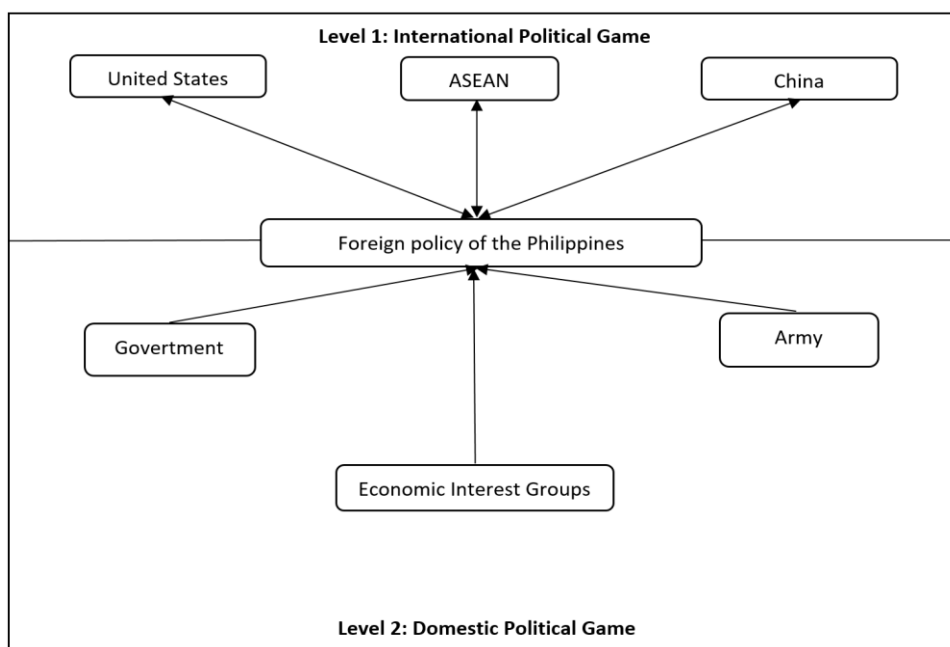 Level 1: International Political Game
United States
ASEAN
China
Foreign policy of the Philippines
Govertment
Army
Economic Interest Groups
Level 2: Domestic Political Game